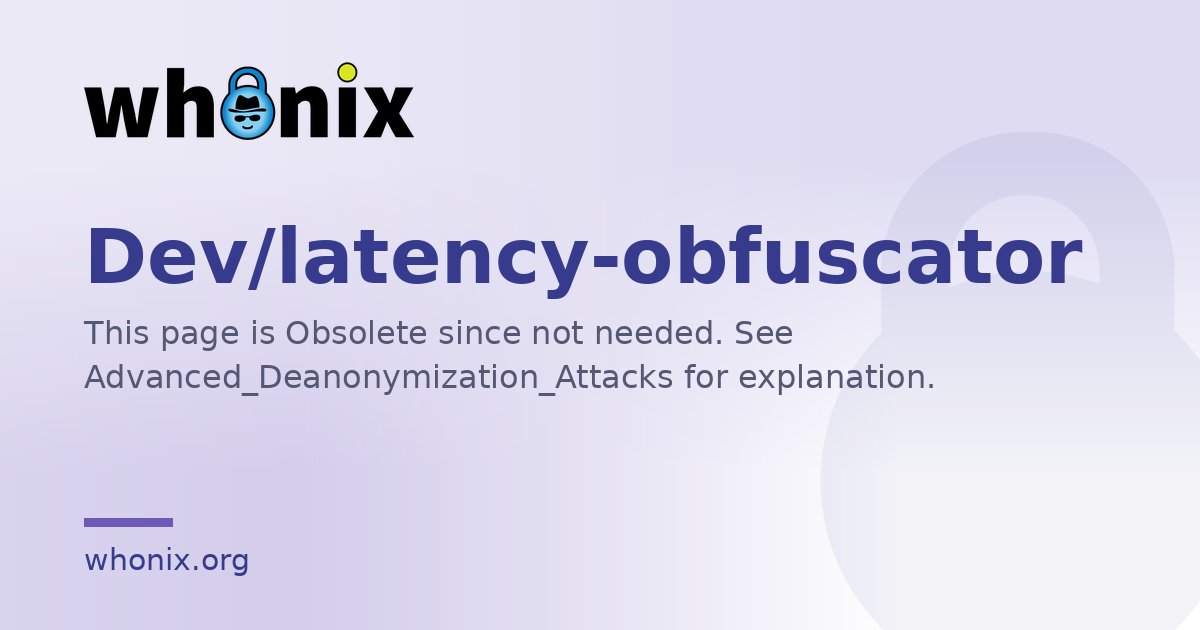 whonix
Dev/latency-obfuscator
This page is Obsolete since not needed. See
Advanced_Deanonymization_Attacks for explanation.
whonix.org